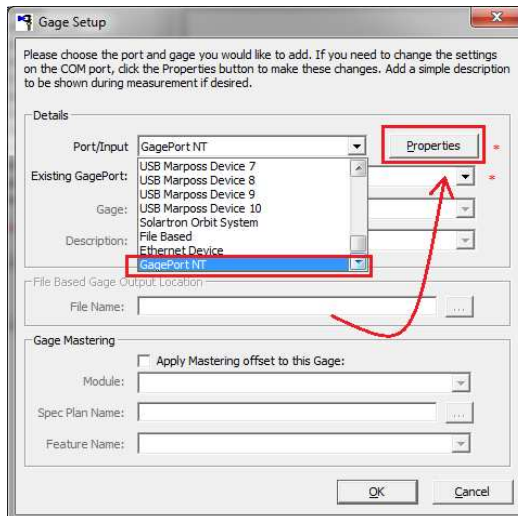 Gage Setup
Please choose the port and gage you would like to add. If you need to change the settings
on the COM port, click the Properties button to make these changes. Add a simple description
to be shown during measurement if desired.
Details
Port/Input GagePort NT Properties *
USB Marposs Device 7
Existing GagePort: USB Marposs Device 8 *
USB Marposs Device 9
USB Marposs Device 10
Gage: Solartron Orbit System
File Based
Description: Ethernet Device
GagePort NT
File Based Gage Output Location
File Name: ...
Gage Mastering
Apply Mastering offset to this Gage:
Module:
Spec Plan Name: ...
Feature Name:
OK Cancel